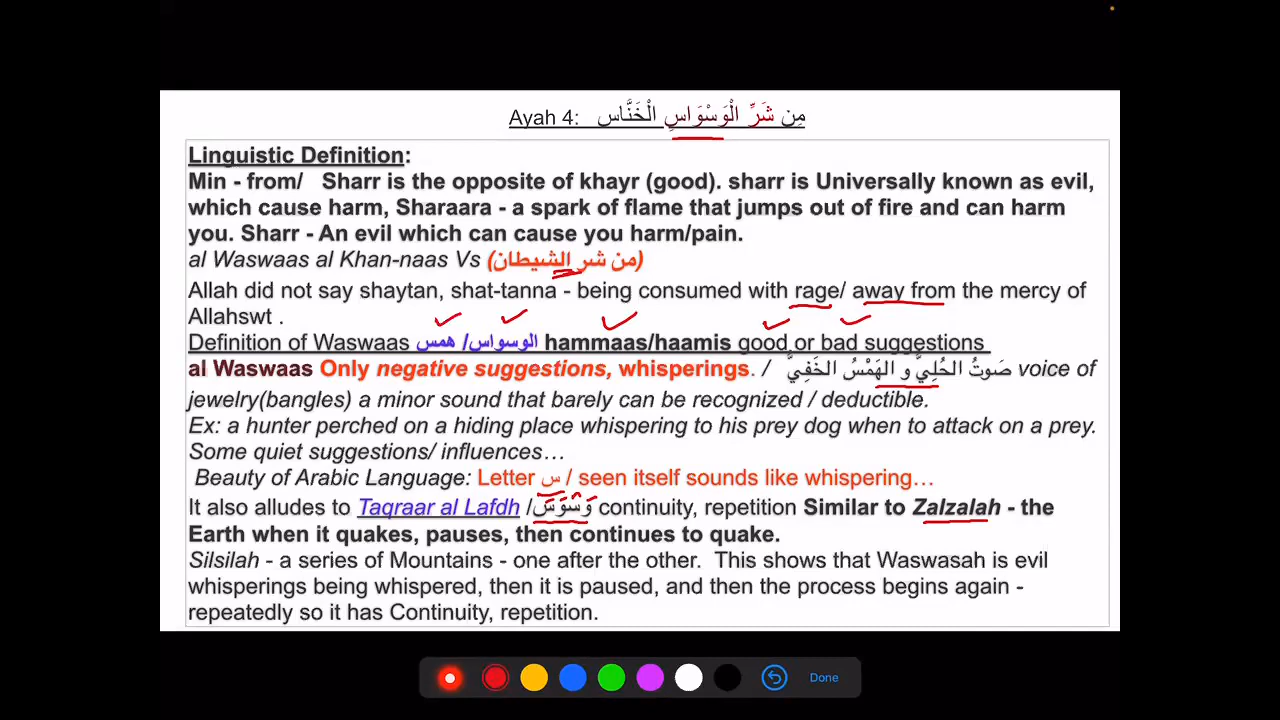 Ayah 4: مِن شَرِّ الْوَسْوَاسِ الْخَنَّاس
Linguistic Definition:
Min - from/ Sharr is the opposite of khayr (good). sharr is Universally known as evil,
which cause harm, Sharaara - a spark of flame that jumps out of fire and can harm
you. Sharr - An evil which can cause you harm/pain.
al Waswaas al Khan-naas Vs (من شر الشيطان)
Allah did not say shaytan, shat-tanna - being consumed with rage/ away from the mercy of
Allahswt .
Definition of Waswaas الوسواس/ همس hammaas/haamis good or bad suggestions
al Waswaas Only negative suggestions, whisperings. / صَوتُ الحُلِيُّ و الهَمْسُ الخَفِيُّ voice of
jewelry(bangles) a minor sound that barely can be recognized / deductible.
Ex: a hunter perched on a hiding place whispering to his prey dog when to attack on a prey.
Some quiet suggestions/ influences…
Beauty of Arabic Language: Letter س / seen itself sounds like whispering…
It also alludes to Taqraar al Lafdh /وَسْوَسَ continuity, repetition Similar to Zalzalah - the
Earth when it quakes, pauses, then continues to quake.
Silsilah - a series of Mountains - one after the other. This shows that Waswasah is evil
whisperings being whispered, then it is paused, and then the process begins again -
repeatedly so it has Continuity, repetition.
Done